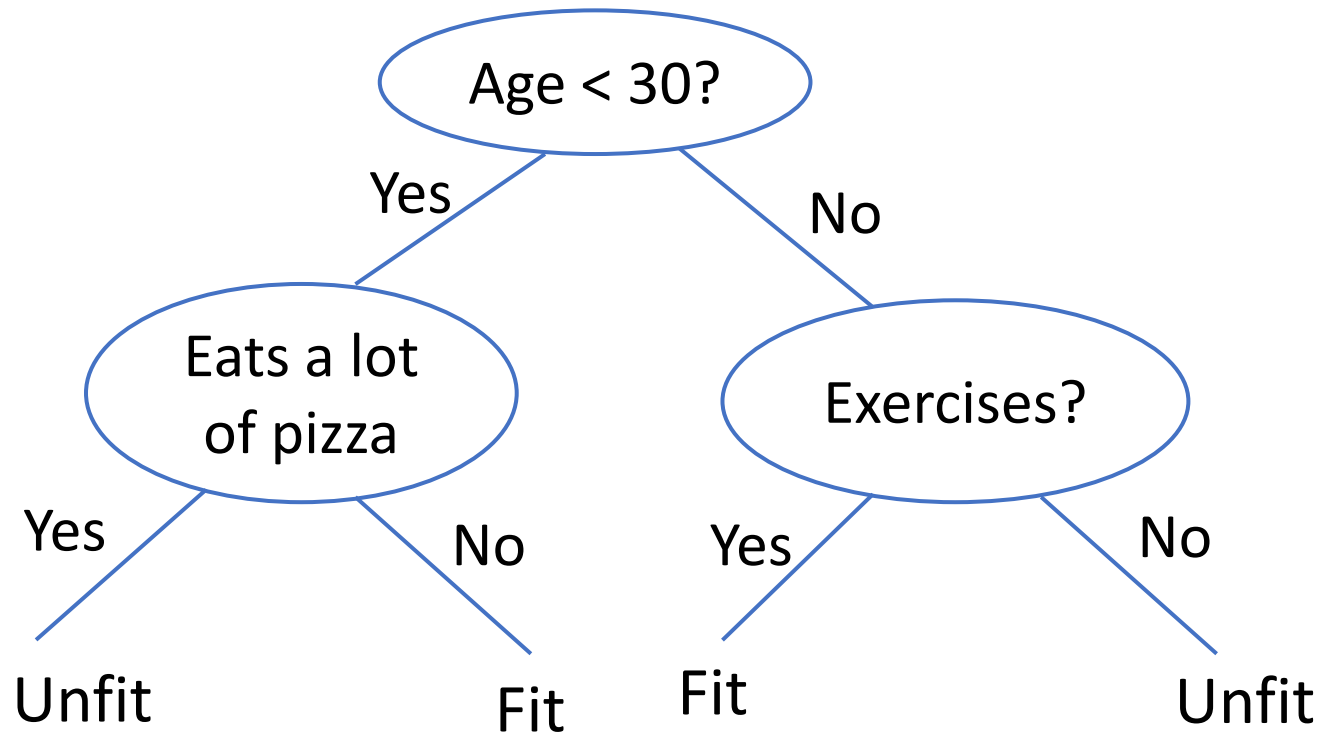 Age < 30?
Yes
No
Eats a lot
of pizza
Exercises?
Yes
No
Yes
No
Unfit
Fit
Fit
Unfit